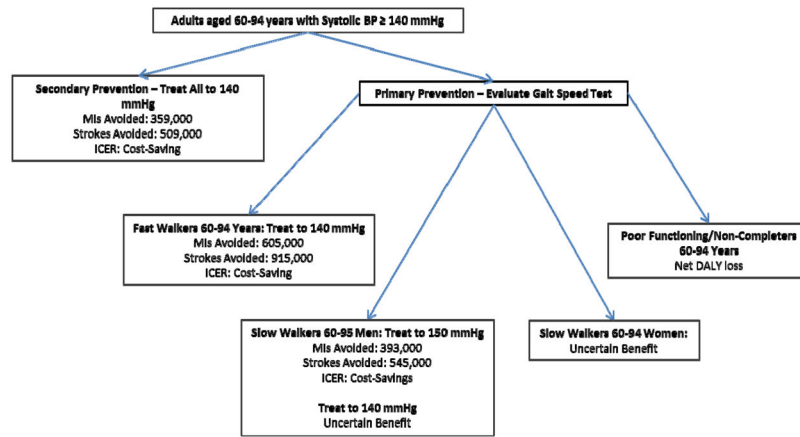 Adults aged 60-94 years with Systolic BP ≥ 140 mmHg
Secondary Prevention – Treat All to 140
mmHg
MIs Avoided: 359,000
Strokes Avoided: 509,000
ICER: Cost-Saving
Primary Prevention – Evaluate Gait Speed Test
Fast Walkers 60-94 Years: Treat to 140 mmHg
MIs Avoided: 605,000
Strokes Avoided: 915,000
ICER: Cost-Saving
Poor Functioning/Non-Completers
60-94 Years
Net DALY loss
Slow Walkers 60-95 Men: Treat to 150 mmHg
MIs Avoided: 393,000
Strokes Avoided: 545,000
ICER: Cost-Savings
Treat to 140 mmHg
Uncertain Benefit
Slow Walkers 60-94 Women:
Uncertain Benefit